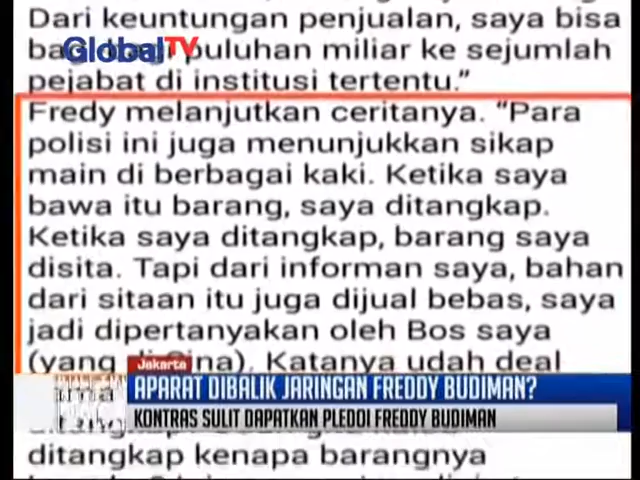 Dari keuntungan penjualan, saya bisa
GlobalTV
puluhan miliar ke sejumlah
pejabat di institusi tertentu."
Fredy melanjutkan ceritanya. "Para
polisi ini juga menunjukkan sikap
main di berbagai kaki. Ketika saya
bawa itu barang, saya ditangkap.
Ketika saya ditangkap, barang saya
disita. Tapi dari informan saya, bahan
dari sitaan itu juga dijual bebas, saya
jadi dipertanyakan oleh Bos saya
(yang di Cina). Katanya udah deal
Jakarta
APARAT DIBALIK JARINGAN FREDDY BUDIMAN?
KONTRAS SULIT DAPATKAN PLEDOI FREDDY BUDIMAN
ditangkap kenapa barangnya